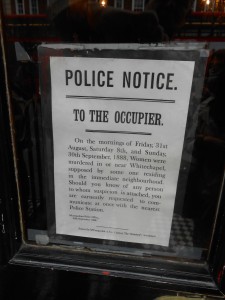 POLICE NOTICE.
TO THE OCCUPIER.
On the mornings of Friday, 31st
August, Saturday 8th, and Sunday,
30th September, 1888, Women were
murdered in or near Whitechapel,
supposed by some one residing
in the immediate neighbourhood.
Should you know of any person
to whom suspicion is attached, you
are earnestly requested to com-
municate at once with the nearest
Police Station.